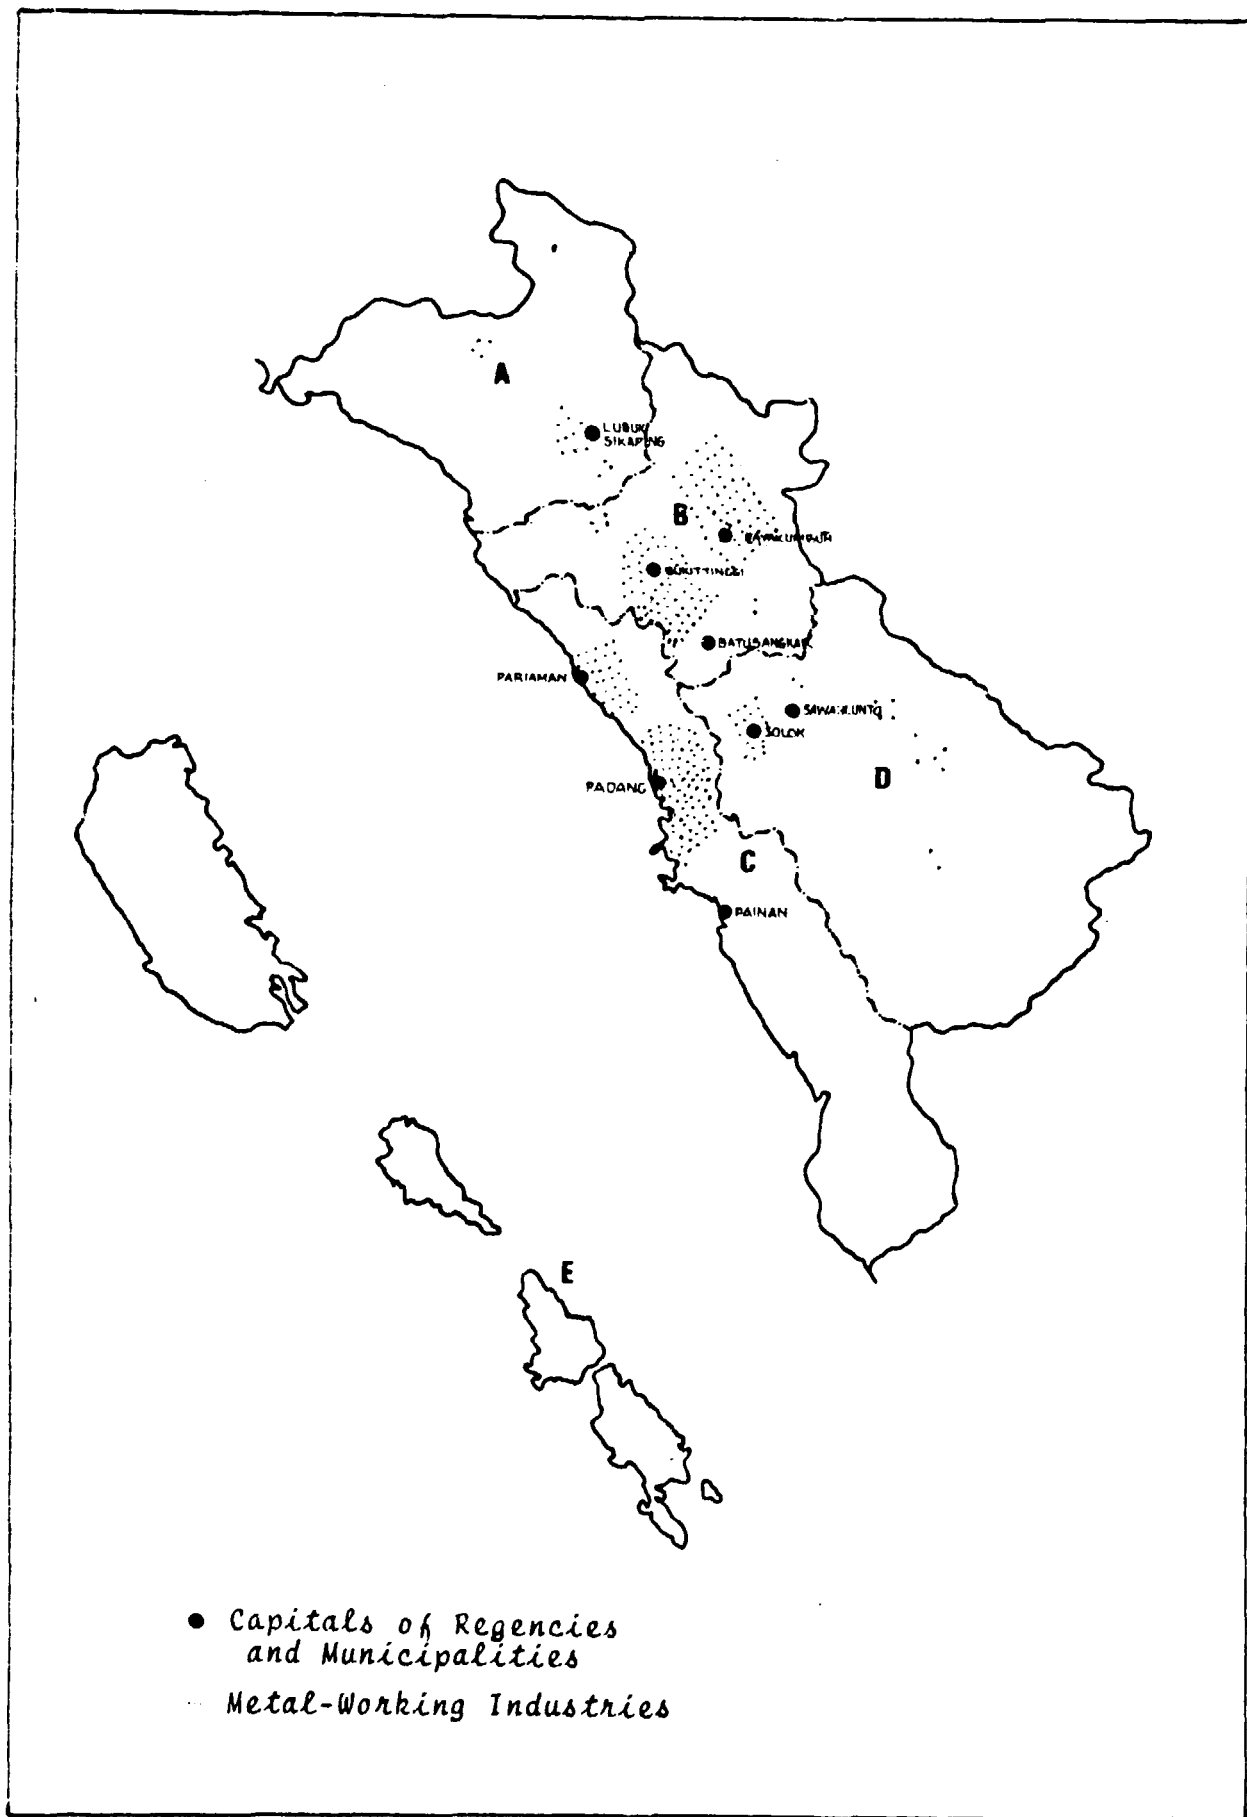 A
LUBUK
SIKAPING
B
BUKITTINGGI
BATUSANGKAR
PARIAMAN
SAWAHLUNTO
SOLOK
PADANG
D
C
PAINAN
E
Capitals of Regencies
and Municipalities
Metal-Working Industries